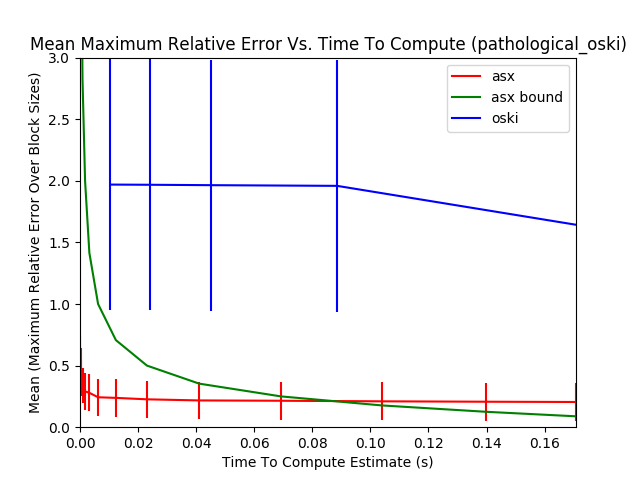 Mean Maximum Relative Error Vs. Time To Compute (pathological_oski)
Mean (Maximum Relative Error Over Block Sizes)
3.0
2.5
2.0
1.5
1.0
0.5
0.0
asx
asx bound
oski
0.00 0.02 0.04 0.06 0.08 0.10 0.12 0.14 0.16
Time To Compute Estimate (s)